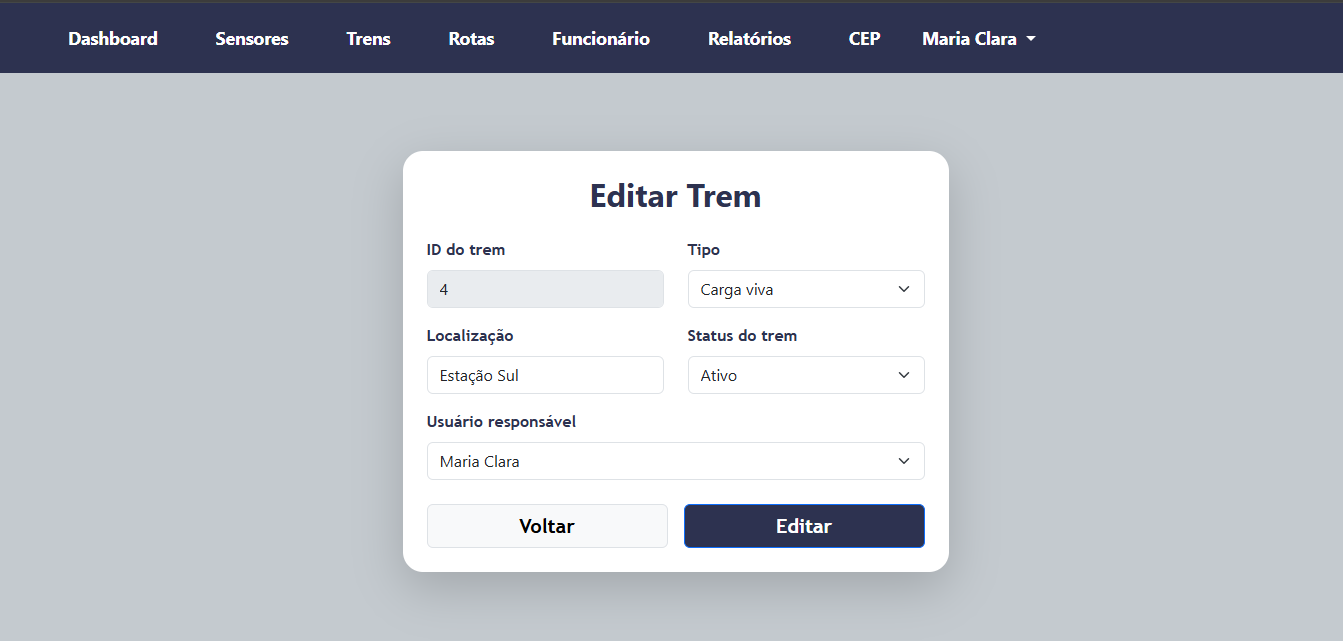 Dashboard Sensores Trens Rotas Funcionário Relatórios CEP Maria Clara
Editar Trem
ID do trem Tipo
4 Carga viva
Localização Status do trem
Estação Sul Ativo
Usuário responsável
Maria Clara
Voltar Editar